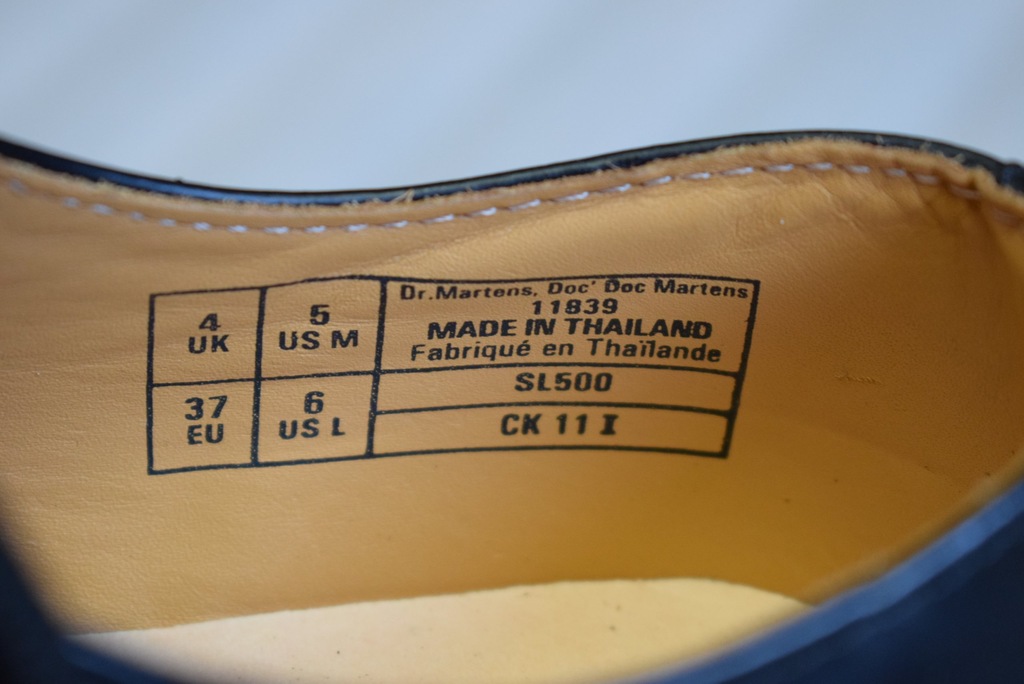 4
UK
5
US M
37
EU
6
US L
Dr.Martens, Doc' Doc Martens
11839
MADE IN THAILAND
Fabriqué en Thaïlande
SL500
CK 11 I